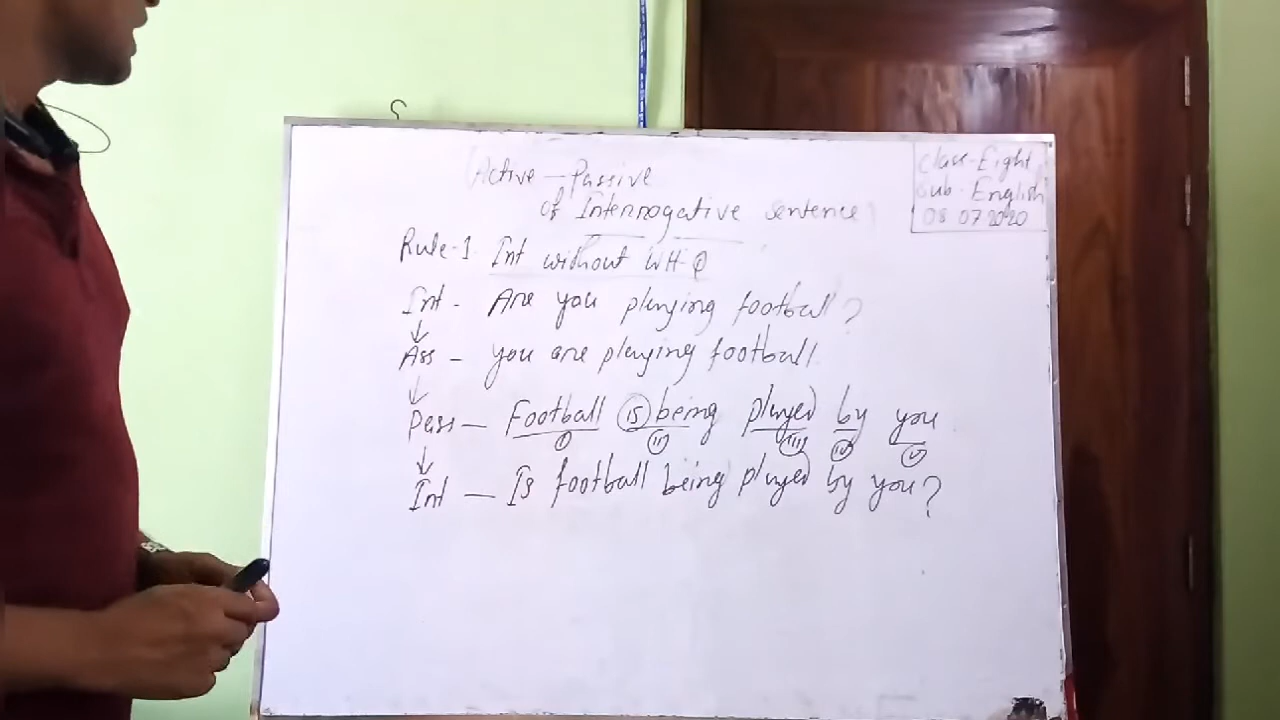 Active - Passive
of Interrogative sentence
Class-Eight
Sub-English
08 07 2020
Rule-1. Int without WH-Q
Int - Are you playing football?
Ass - you are playing football.
Pass - Football is being played by you
i ii iii iv v
Int - Is football being played by you?